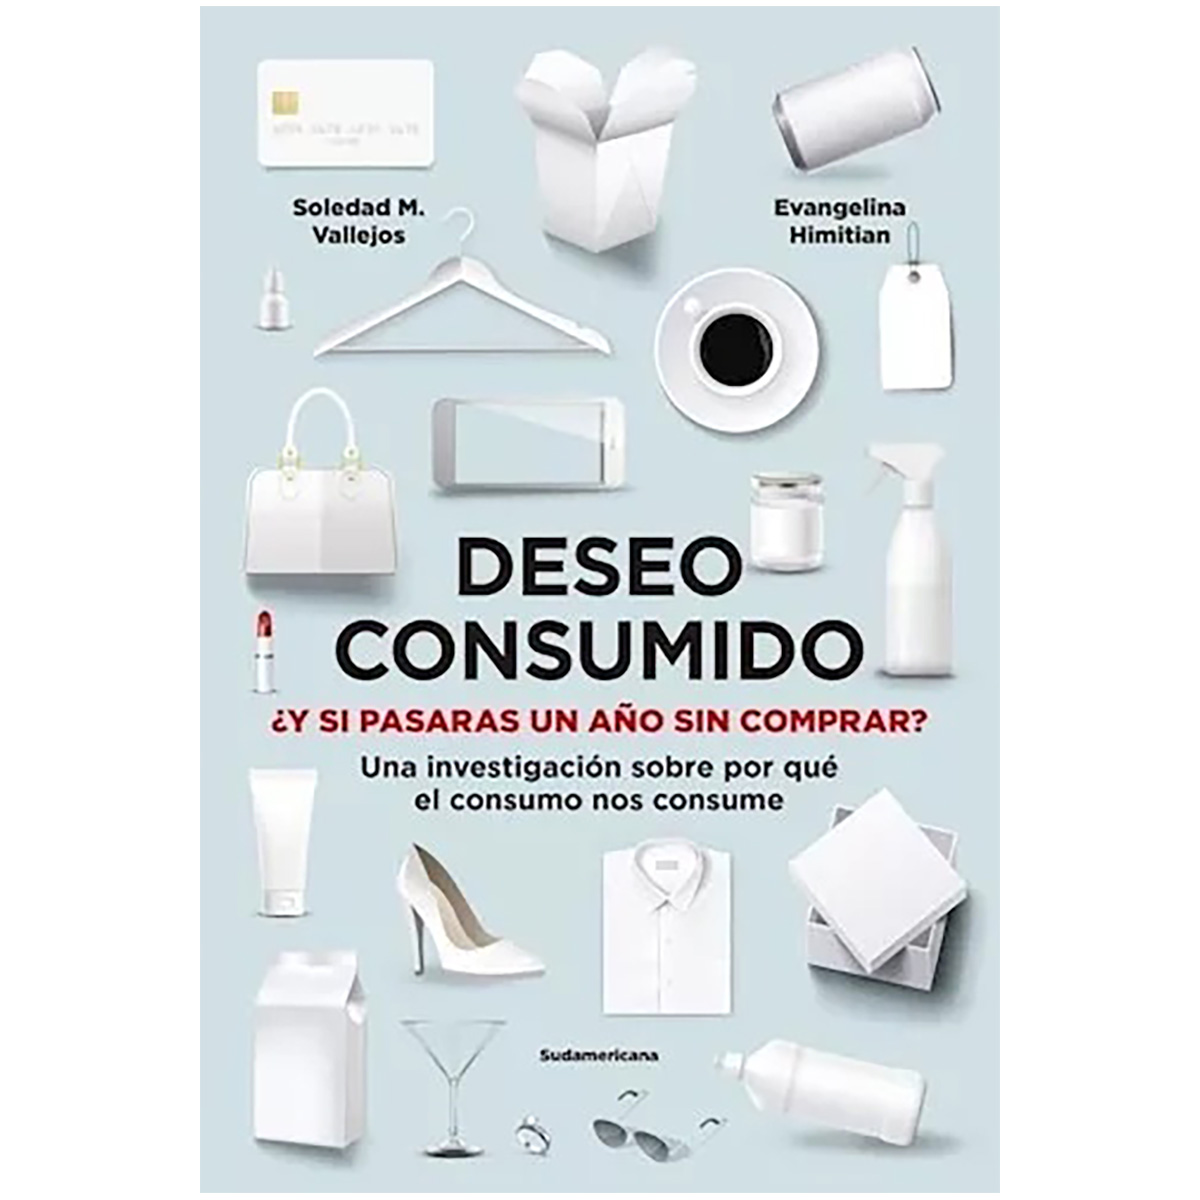 Soledad M.
Vallejos
Evangelina
Himitian
DESEO
CONSUMIDO
¿Y SI PASARAS UN AÑO SIN COMPRAR?
Una investigación sobre por qué
el consumo nos consume
Sudamericana